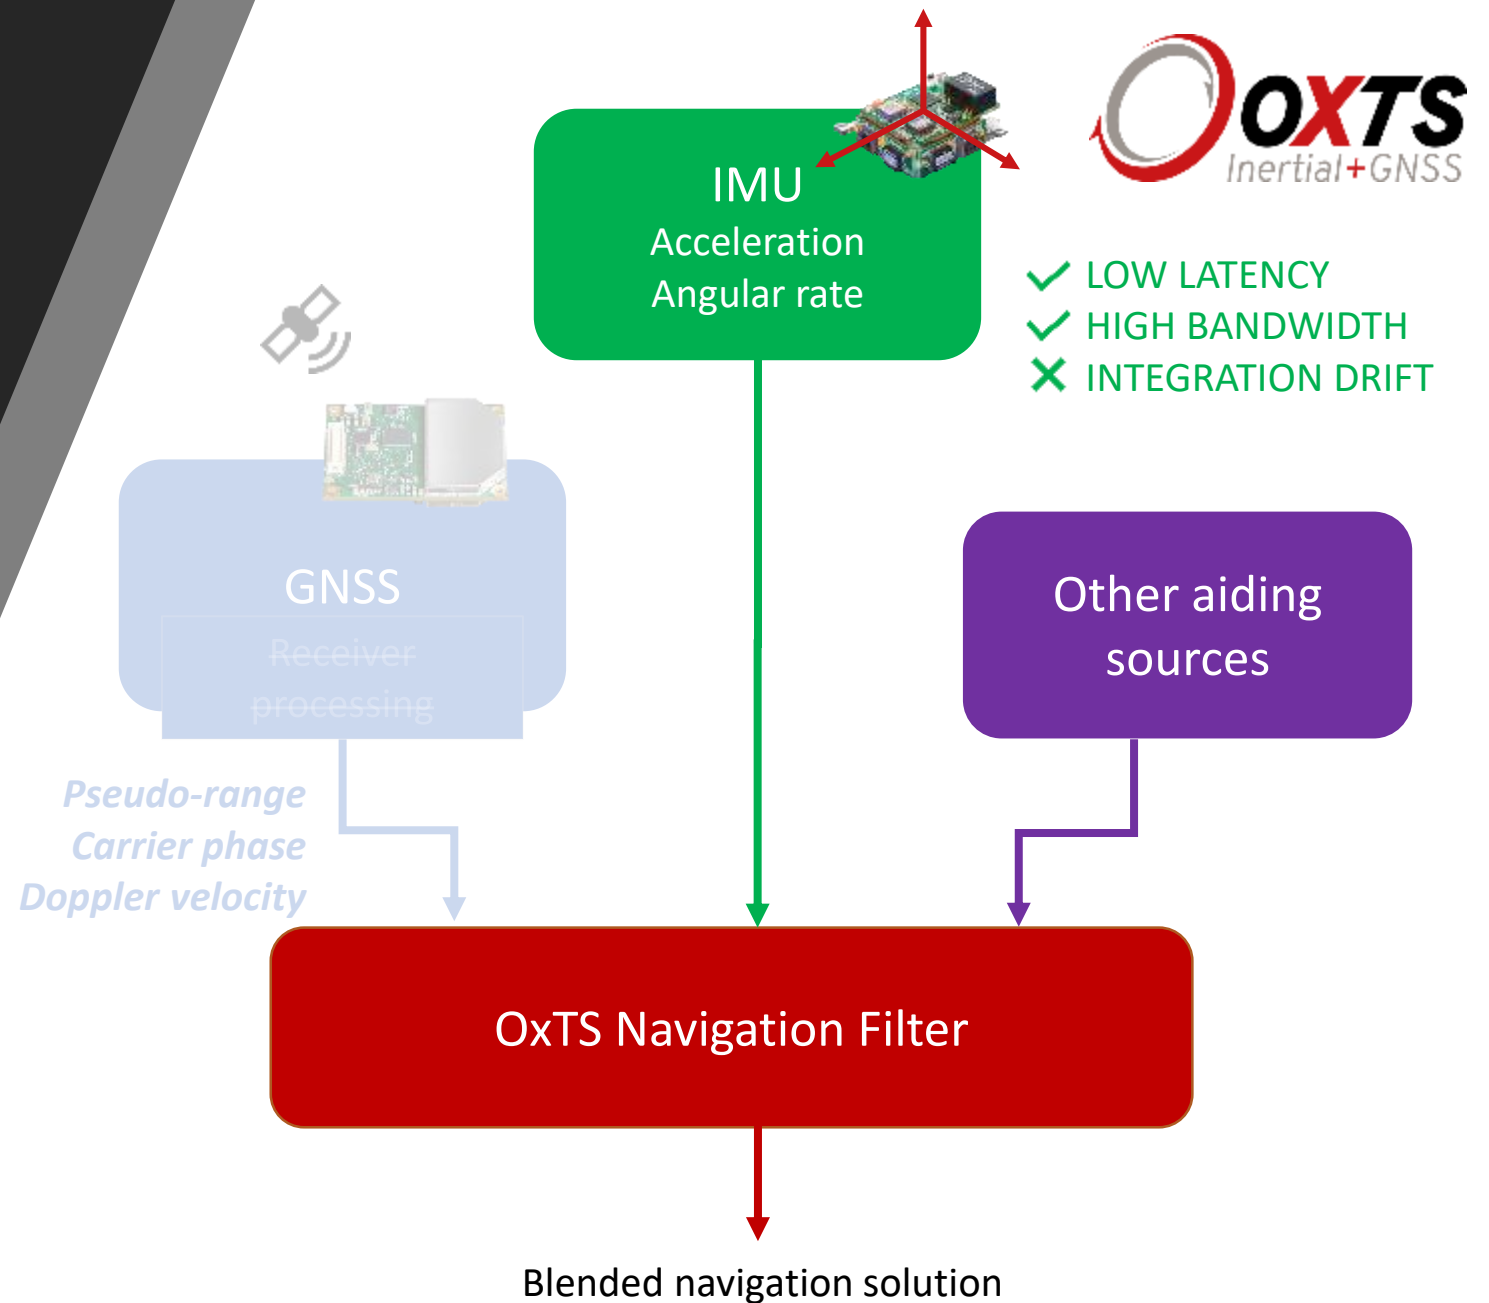 OXTS
Inertial+GNSS
IMU
Acceleration
Angular rate
LOW LATENCY
HIGH BANDWIDTH
INTEGRATION DRIFT
GNSS
Receiver
processing
Other aiding
sources
Pseudo-range
Carrier phase
Doppler velocity
OxTS Navigation Filter
Blended navigation solution